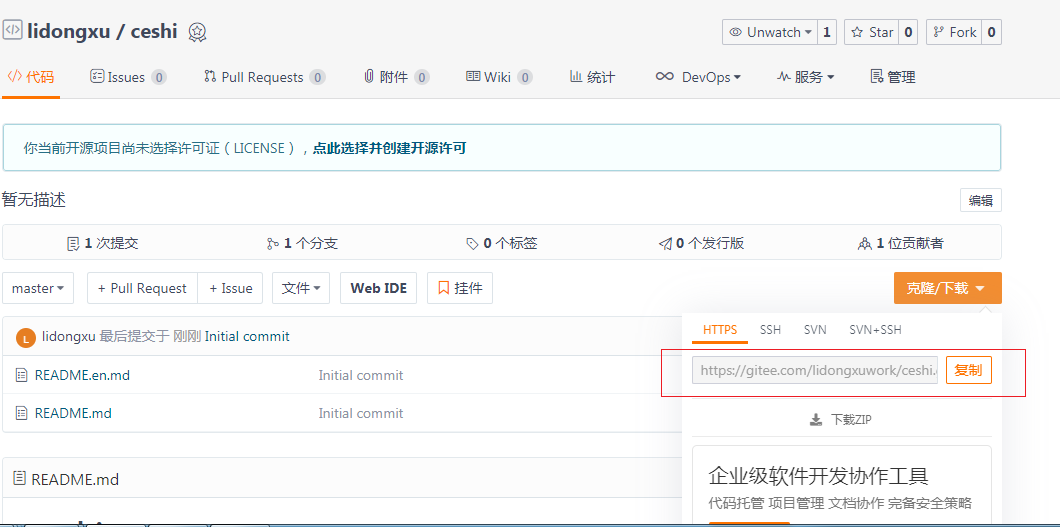 lidongxu / ceshi
Unwatch 1 Star 0 Fork 0
代码 Issues 0 Pull Requests 0 附件 0 Wiki 0 统计 DevOps 服务 管理
你当前开源项目尚未选择许可证（LICENSE），点此选择并创建开源许可
暂无描述 编辑
1 次提交 1 个分支 0 个标签 0 个发行版 1 位贡献者
master + Pull Request + Issue 文件 Web IDE 挂件 克隆/下载
HTTPS SSH SVN SVN+SSH
L lidongxu 最后提交于 刚刚 Initial commit
https://gitee.com/lidongxuwork/ceshi. 复制
README.en.md Initial commit
README.md Initial commit
下载ZIP
README.md
企业级软件开发协作工具
代码托管 项目管理 文档协作 完备安全策略